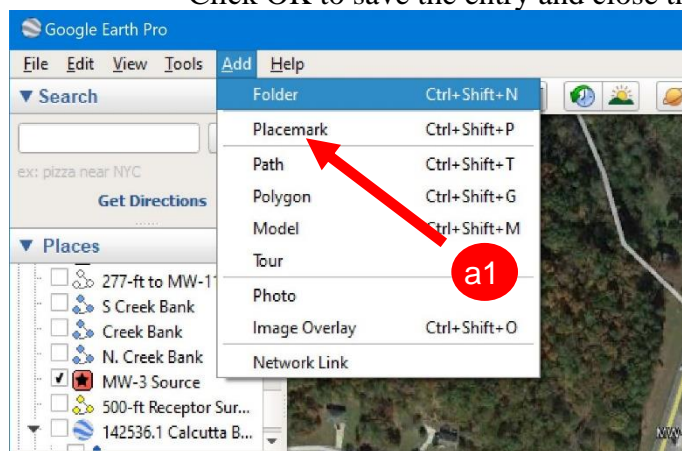 Click OK to save the entry and close th
Google Earth Pro
File Edit View Tools Add Help
Search
ex: pizza near NYC
Get Directions
Folder Ctrl+Shift+N
Placemark Ctrl+Shift+P
Path Ctrl+Shift+T
Polygon Ctrl+Shift+G
Model Ctrl+Shift+M
Tour
Photo
Image Overlay Ctrl+Shift+O
Network Link
a1
Places
277-ft to MW-11
S Creek Bank
Creek Bank
N. Creek Bank
MW-3 Source
500-ft Receptor Sur...
142536.1 Calcutta B...